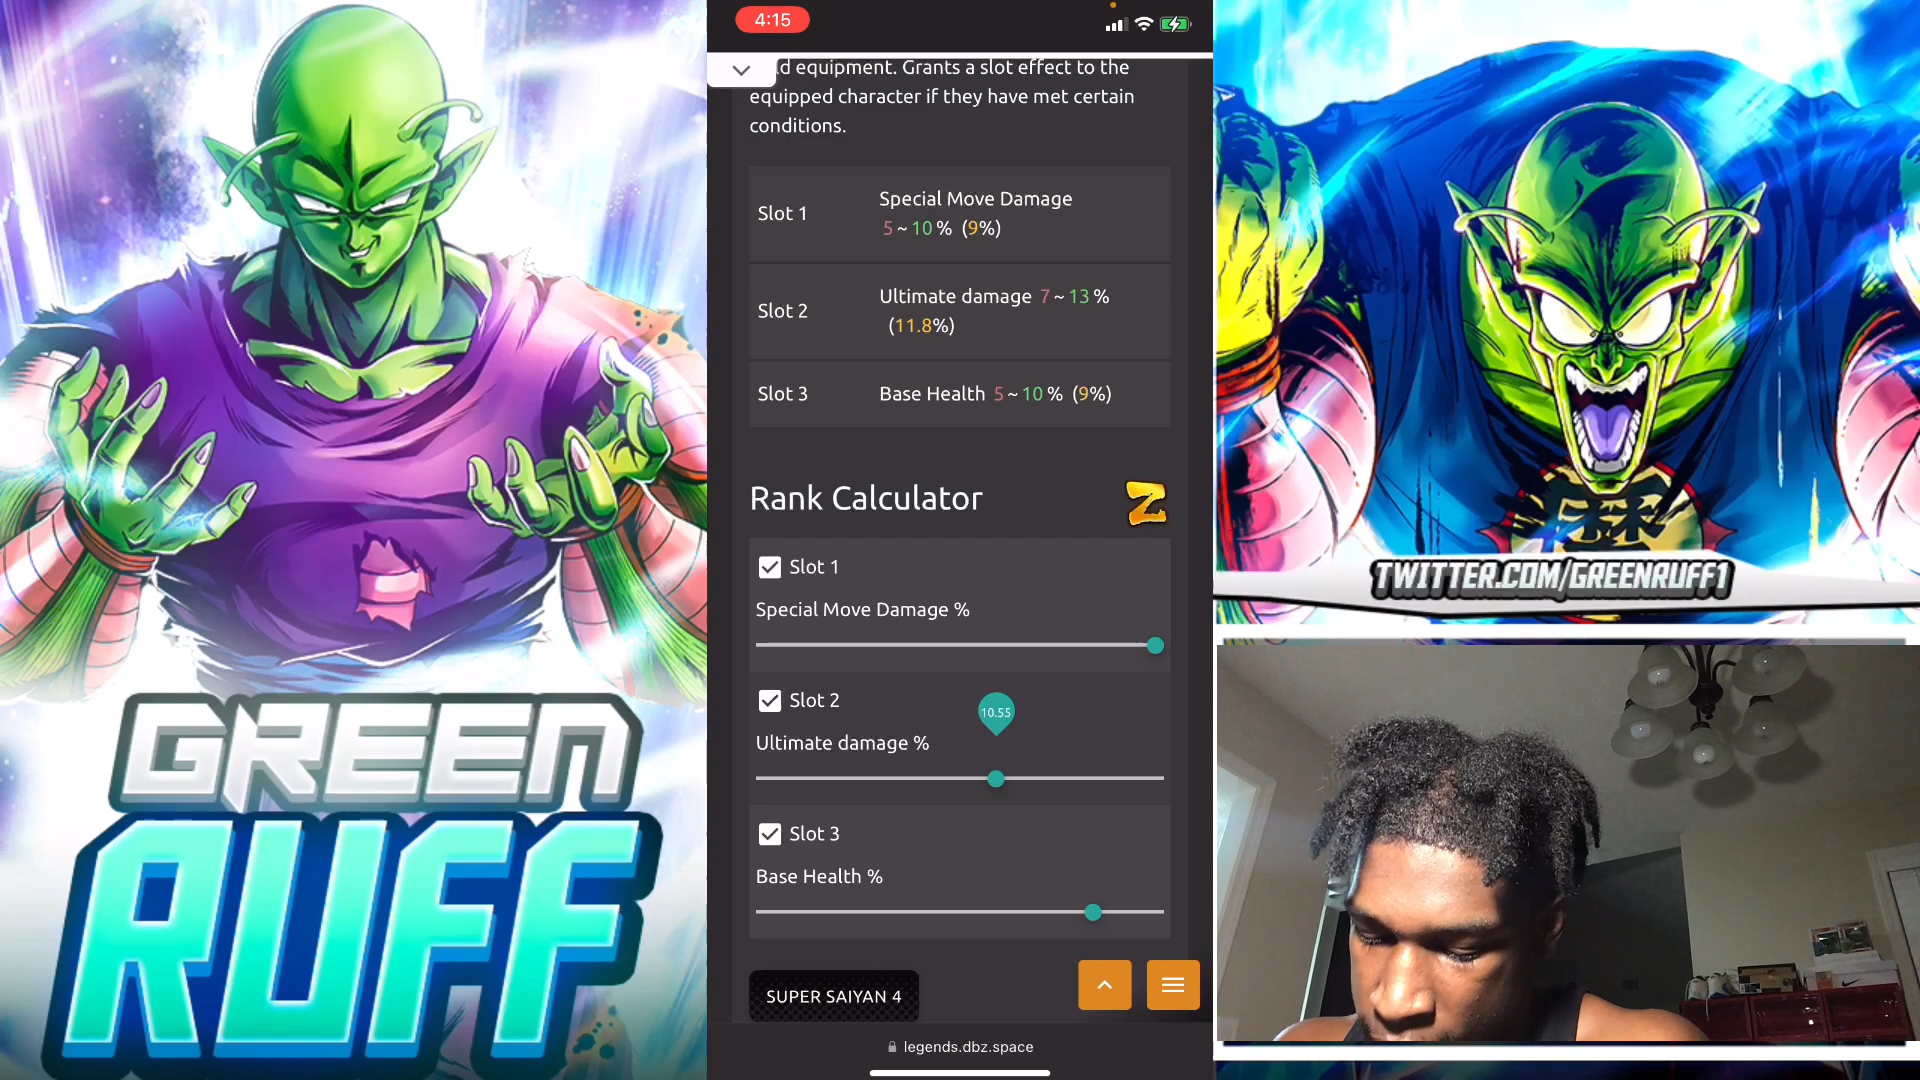 GREEN
RUFF
4:15
d equipment. Grants a slot effect to the
equipped character if they have met certain
conditions.
Slot 1
Special Move Damage
5 ~ 10 % (9%)
Slot 2
Ultimate damage 7 ~ 13 %
(11.8%)
Slot 3
Base Health 5 ~ 10 % (9%)
Rank Calculator
Z
Slot 1
Special Move Damage %
Slot 2
10.55
Ultimate damage %
Slot 3
Base Health %
SUPER SAIYAN 4
legends.dbz.space
TWITTER.COM/GREENRUFF1